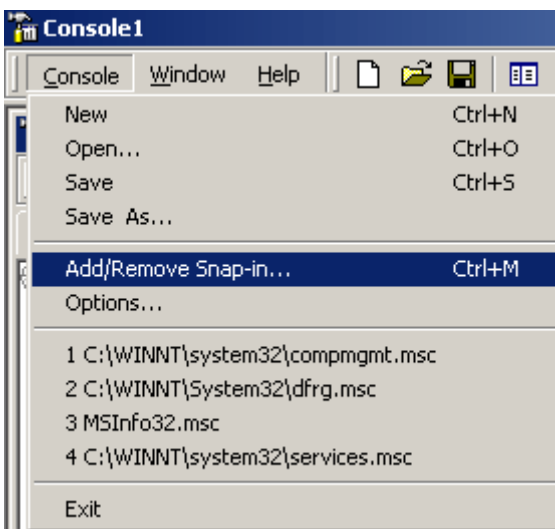 Console1
Console Window Help
New Ctrl+N
Open... Ctrl+O
Save Ctrl+S
Save As...
Add/Remove Snap-in... Ctrl+M
Options...
1 C:\WINNT\system32\compmgmt.msc
2 C:\WINNT\System32\dfrg.msc
3 MSInfo32.msc
4 C:\WINNT\system32\services.msc
Exit